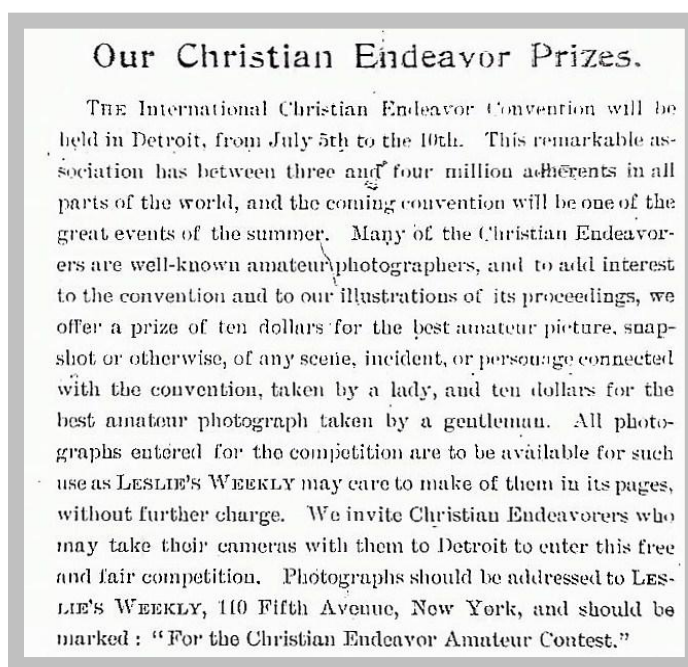 Our Christian Endeavor Prizes.
THE International Christian Endeavor Convention will be
held in Detroit, from July 5th to the 10th. This remarkable as-
sociation has between three and four million adherents in all
parts of the world, and the coming convention will be one of the
great events of the summer. Many of the Christian Endeavor-
ers are well-known amateur photographers, and to add interest
to the convention and to our illustrations of its proceedings, we
offer a prize of ten dollars for the best amateur picture, snap-
shot or otherwise, of any scene, incident, or personage connected
with the convention, taken by a lady, and ten dollars for the
best amateur photograph taken by a gentleman. All photo-
graphs entered for the competition are to be available for such
use as LESLIE'S WEEKLY may care to make of them in its pages,
without further charge. We invite Christian Endeavorers who
may take their cameras with them to Detroit to enter this free
and fair competition. Photographs should be addressed to LES-
LIE'S WEEKLY, 110 Fifth Avenue, New York, and should be
marked : "For the Christian Endeavor Amateur Contest."